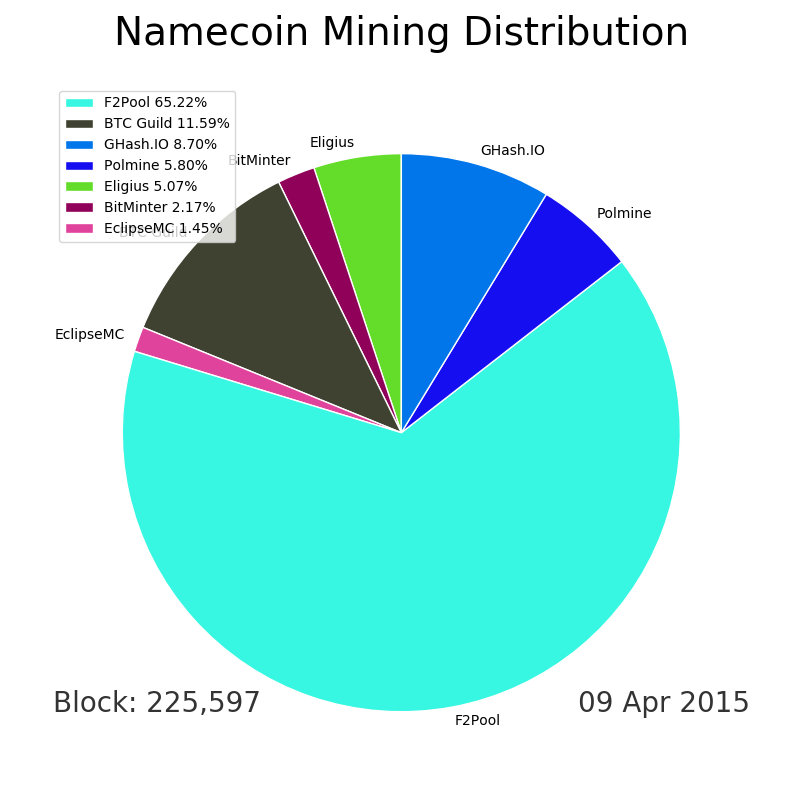 Namecoin Mining Distribution
F2Pool 65.22%
BTC Guild 11.59%
GHash.IO 8.70%
Polmine 5.80%
Eligius 5.07%
BitMinter 2.17%
EclipseMC 1.45%
Eligius
GHash.IO
BitMinter
Polmine
BTC Guild
EclipseMC
Block: 225,597
09 Apr 2015
F2Pool